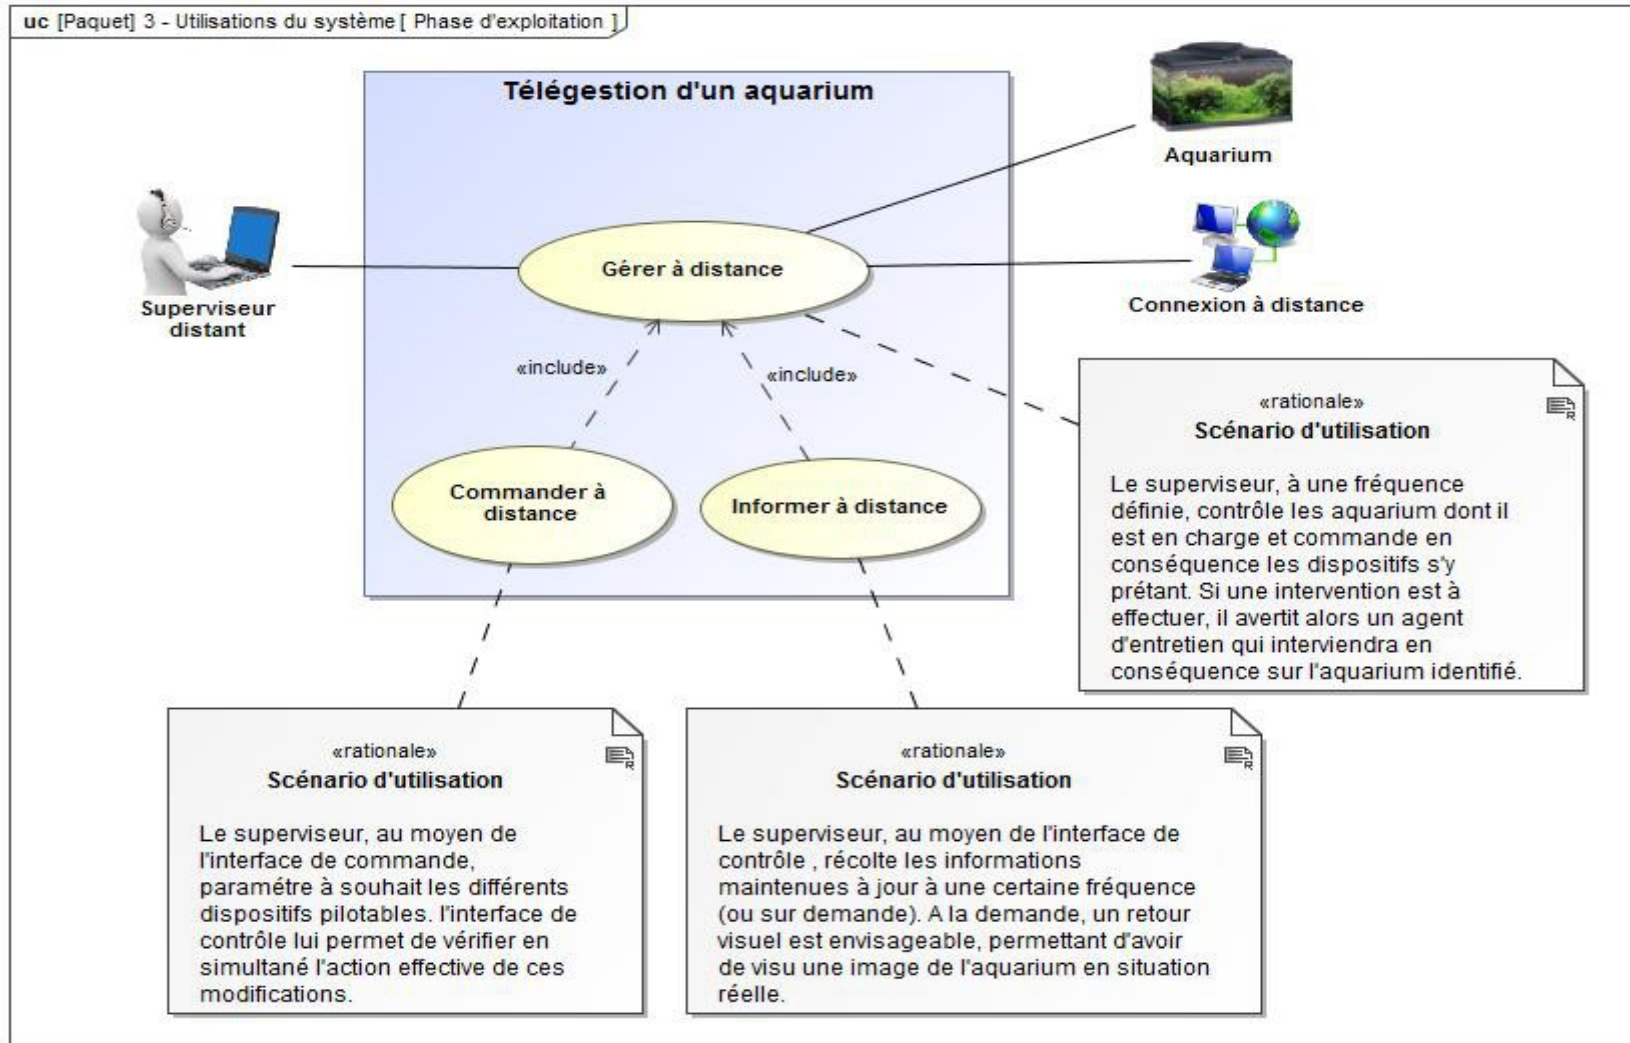 uc [Paquet] 3 - Utilisations du système [ Phase d'exploitation ]
Télégestion d'un aquarium
Aquarium
Superviseur
distant
Gérer à distance
Connexion à distance
«include»
«include»
Commander à
distance
Informer à distance
«rationale»
Scénario d'utilisation
Le superviseur, à une fréquence
définie, contrôle les aquarium dont il
est en charge et commande en
conséquence les dispositifs s'y
prétant. Si une intervention est à
effectuer, il avertit alors un agent
d'entretien qui interviendra en
conséquence sur l'aquarium identifié.
«rationale»
Scénario d'utilisation
Le superviseur, au moyen de
l'interface de commande,
paramétre à souhait les différents
dispositifs pilotables. l'interface de
contrôle lui permet de vérifier en
simultané l'action effective de ces
modifications.
«rationale»
Scénario d'utilisation
Le superviseur, au moyen de l'interface de
contrôle , récolte les informations
maintenues à jour à une certaine fréquence
(ou sur demande). A la demande, un retour
visuel est envisageable, permettant d'avoir
de visu une image de l'aquarium en situation
réelle.